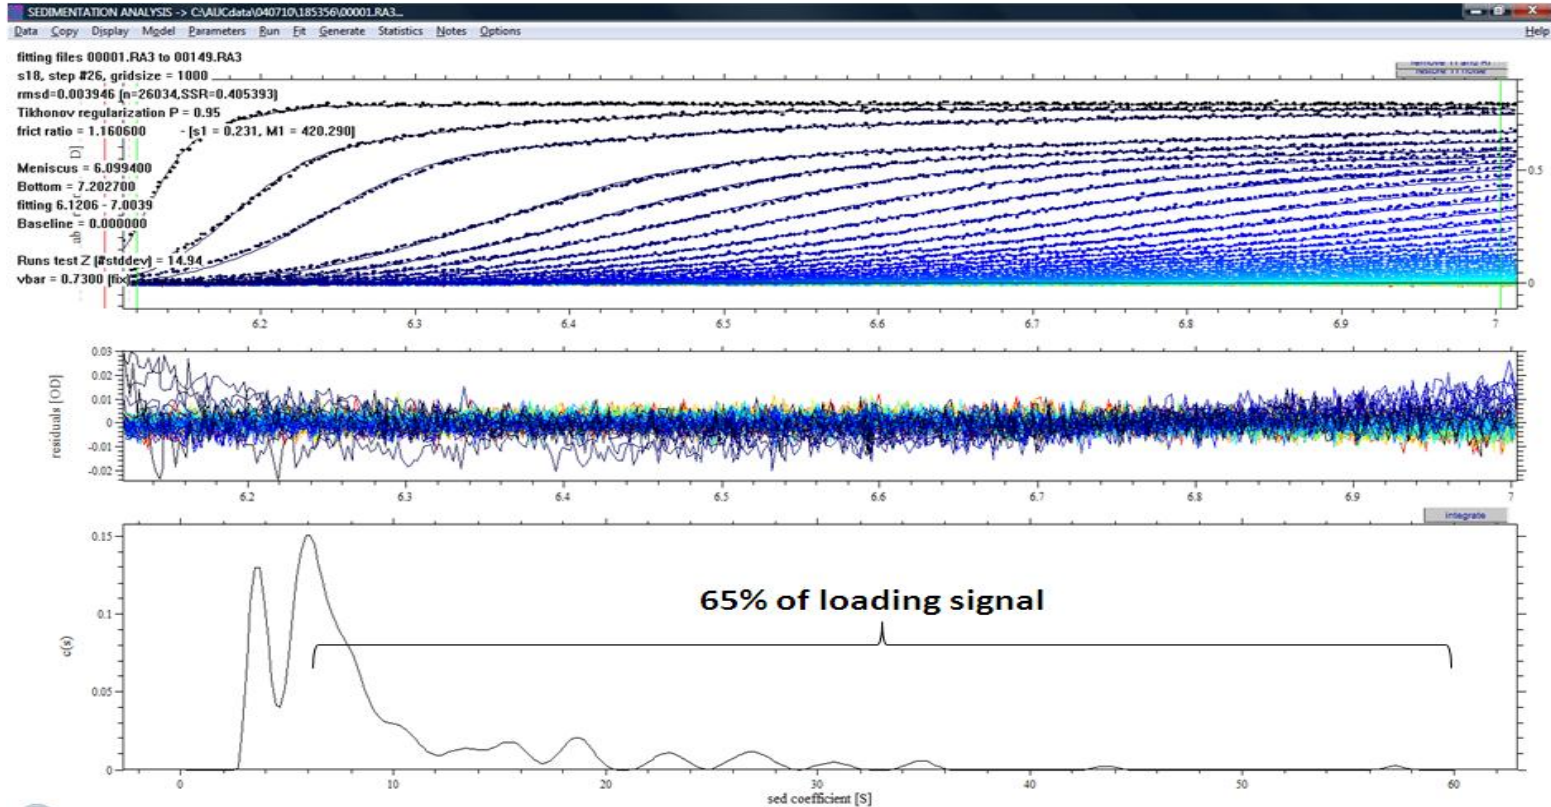 SEDIMENTATION ANALYSIS -> C:\AUCdata\040710\185356\00001.RA3...
Data Copy Display Model Parameters Run Fit Generate Statistics Notes Options Help
fitting files 00001.RA3 to 00149.RA3
s18, step #26, gridsize = 1000
rmsd=0.003946 [n=26034,SSR=0.405393]
Tikhonov regularization P = 0.95
frict ratio = 1.160600 - [s1 = 0.231, M1 = 420.290]
Meniscus = 6.099400
Bottom = 7.202700
fitting 6.1206 - 7.0039
Baseline = 0.000000
Runs test Z [#stddev] = 14.94
vbar = 0.7300 [fix]
restore TI noise
0.5
0
6.2 6.3 6.4 6.5 6.6 6.7 6.8 6.9 7
residuals [OD]
0.03
0.02
0.01
0
-0.01
-0.02
6.2 6.3 6.4 6.5 6.6 6.7 6.8 6.9 7
integrate
c(s)
0.15
0.1
0.05
0
65% of loading signal
0 10 20 30 40 50 60
sed coefficient [S]